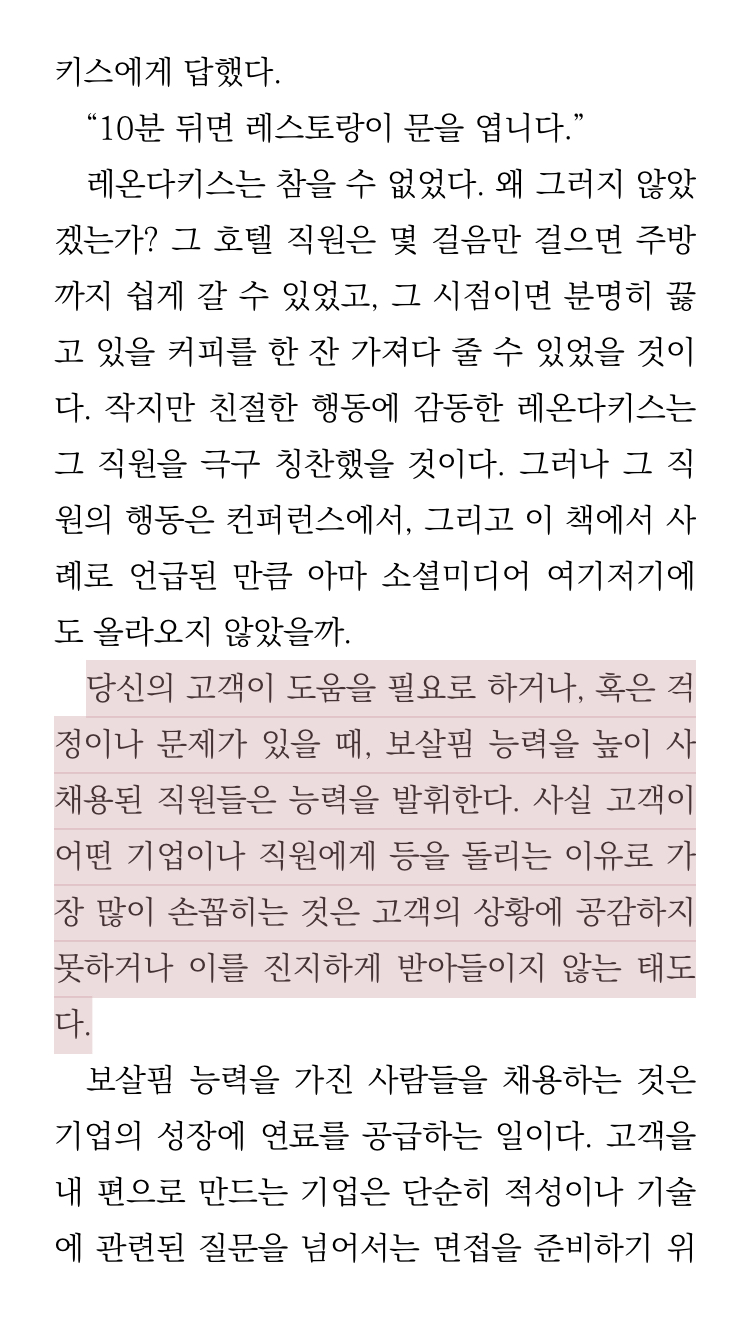 키스에게 답했다.
“10분 뒤면 레스토랑이 문을 엽니다.”
레온다키스는 참을 수 없었다. 왜 그러지 않았
겠는가? 그 호텔 직원은 몇 걸음만 걸으면 주방
까지 쉽게 갈 수 있었고, 그 시점이면 분명히 끓
고 있을 커피를 한 잔 가져다 줄 수 있었을 것이
다. 작지만 친절한 행동에 감동한 레온다키스는
그 직원을 극구 칭찬했을 것이다. 그러나 그 직
원의 행동은 컨퍼런스에서, 그리고 이 책에서 사
례로 언급된 만큼 아마 소셜미디어 여기저기에
도 올라오지 않았을까.
당신의 고객이 도움을 필요로 하거나, 혹은 걱
정이나 문제가 있을 때, 보살핌 능력을 높이 사
채용된 직원들은 능력을 발휘한다. 사실 고객이
어떤 기업이나 직원에게 등을 돌리는 이유로 가
장 많이 손꼽히는 것은 고객의 상황에 공감하지
못하거나 이를 진지하게 받아들이지 않는 태도
다.
보살핌 능력을 가진 사람들을 채용하는 것은
기업의 성장에 연료를 공급하는 일이다. 고객을
내 편으로 만드는 기업은 단순히 적성이나 기술
에 관련된 질문을 넘어서는 면접을 준비하기 위